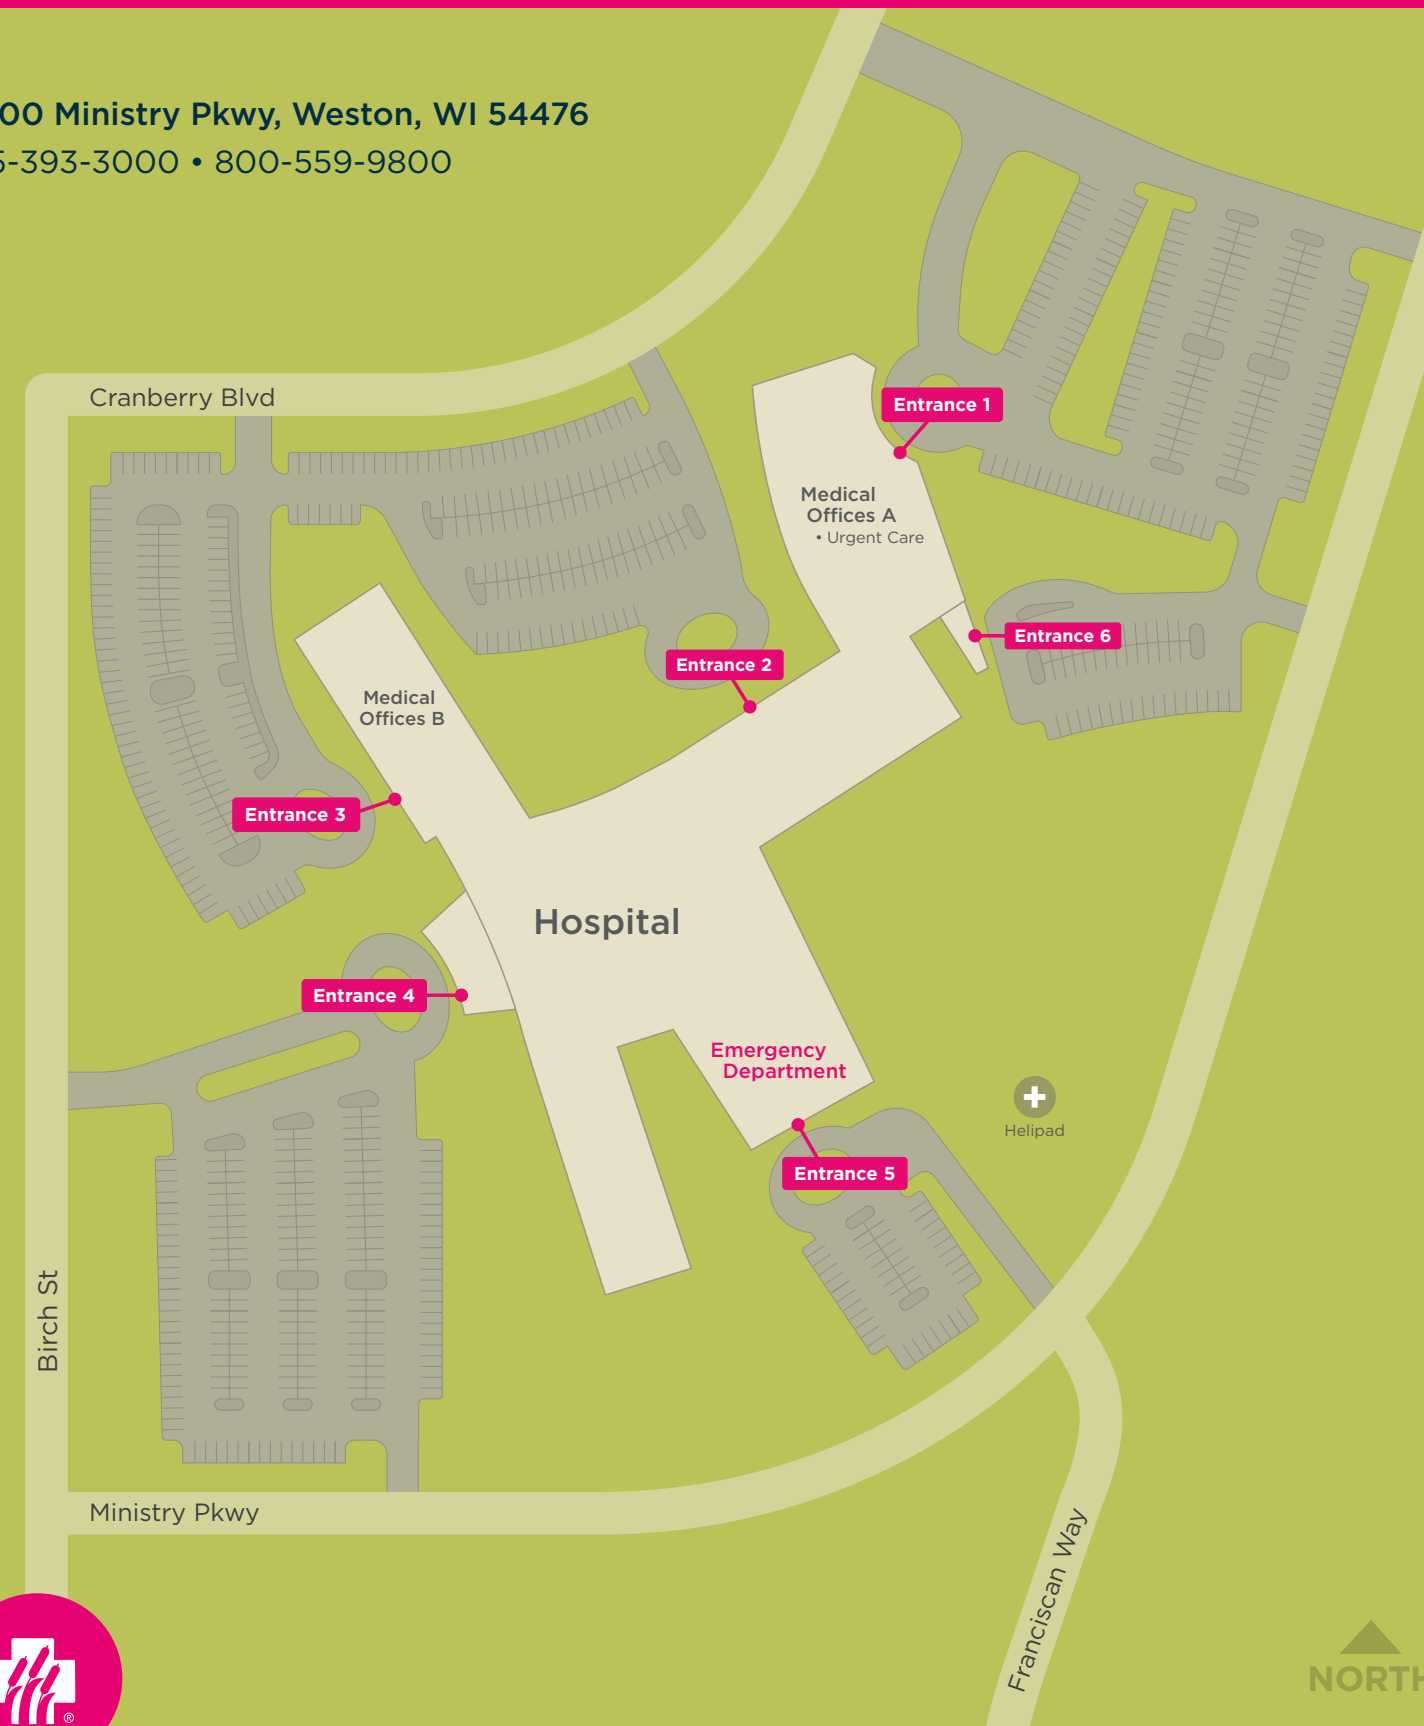 00 Ministry Pkwy, Weston, WI 54476
5-393-3000 • 800-559-9800
Cranberry Blvd
Entrance 1
Medical
Offices A
• Urgent Care
Entrance 6
Entrance 2
Medical
Offices B
Entrance 3
Hospital
Entrance 4
Emergency
Department
Helipad
Entrance 5
Birch St
Ministry Pkwy
Franciscan Way
NORTH
®